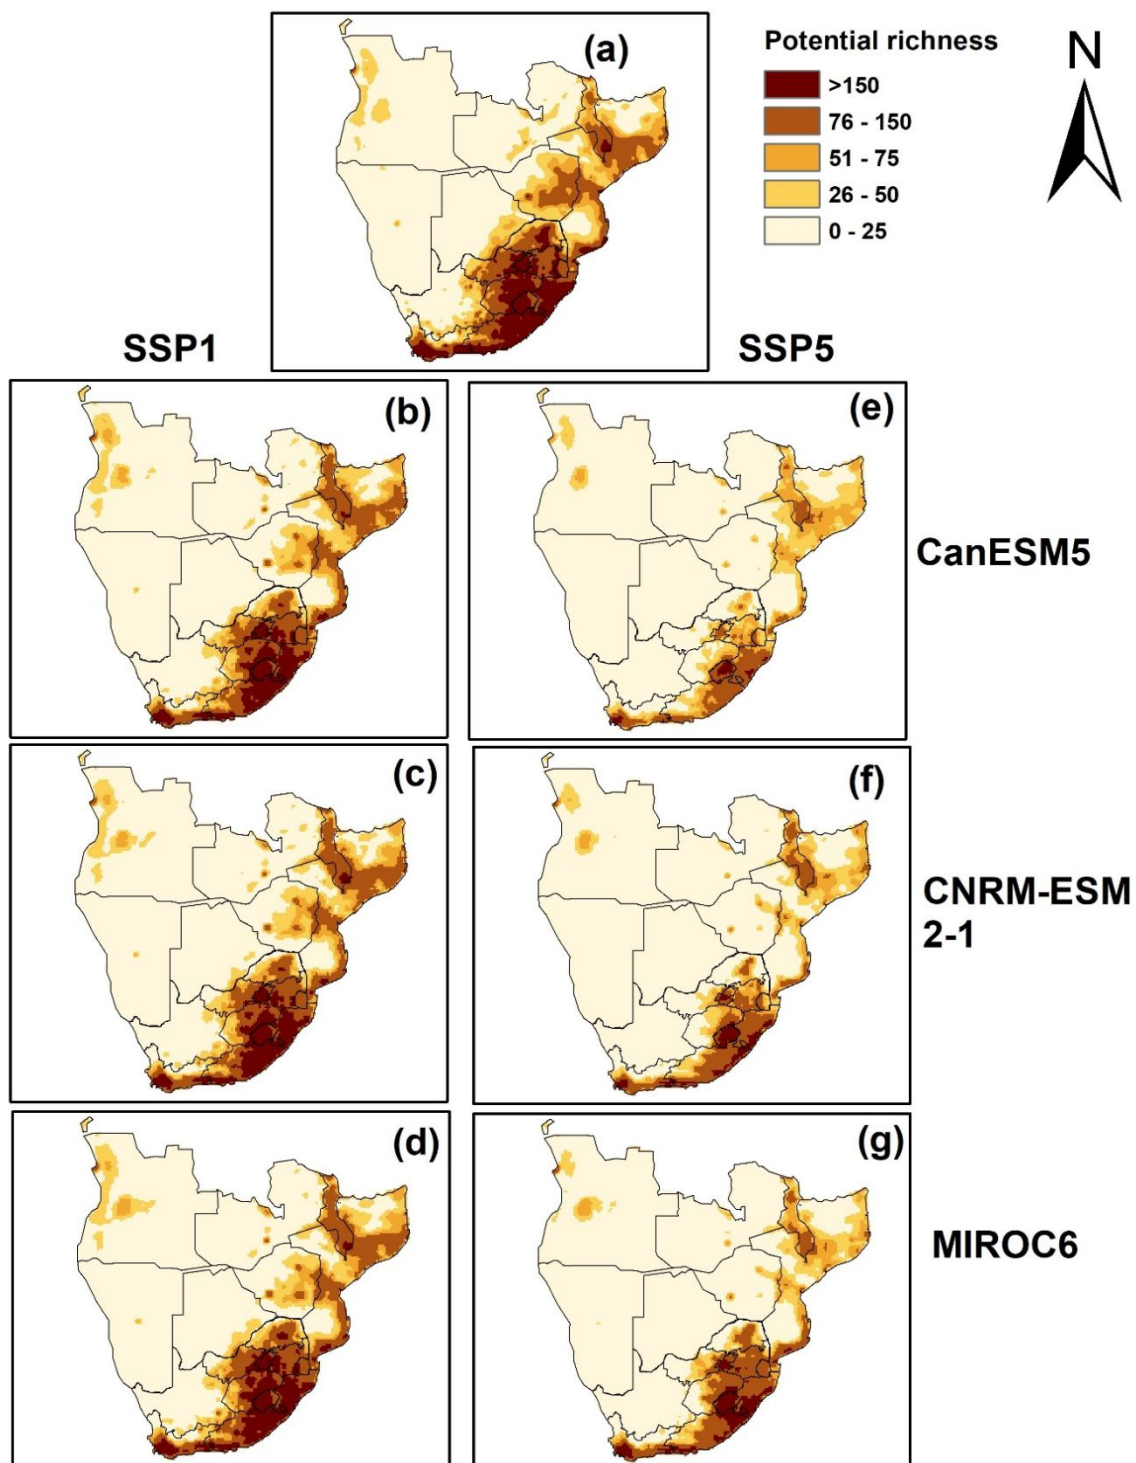 (a)
Potential richness
>150
76 - 150
51 - 75
26 - 50
0 - 25
N
SSP1
SSP5
(b)
(e)
CanESM5
(c)
(f)
CNRM-ESM
2-1
(d)
(g)
MIROC6